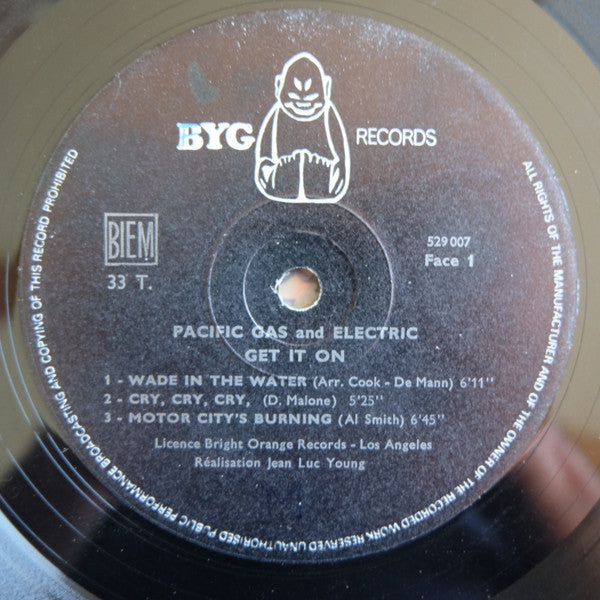 BYG RECORDS
BIEM
33 T.
529 007
Face 1
PACIFIC GAS and ELECTRIC
GET IT ON
1 - WADE IN THE WATER (Arr. Cook - De Mann) 6'11"
2 - CRY, CRY, CRY, (D. Malone) 5'25"
3 - MOTOR CITY'S BURNING (Al Smith) 6'45"
Licence Bright Orange Records - Los Angeles
Réalisation Jean Luc Young
ALL RIGHTS OF THE MANUFACTURER AND OF THE OWNER OF THE RECORDED WORK RESERVED UNAUTHORISED PUBLIC PERFORMANCE BROADCASTING AND COPYING OF THIS RECORD PROHIBITED